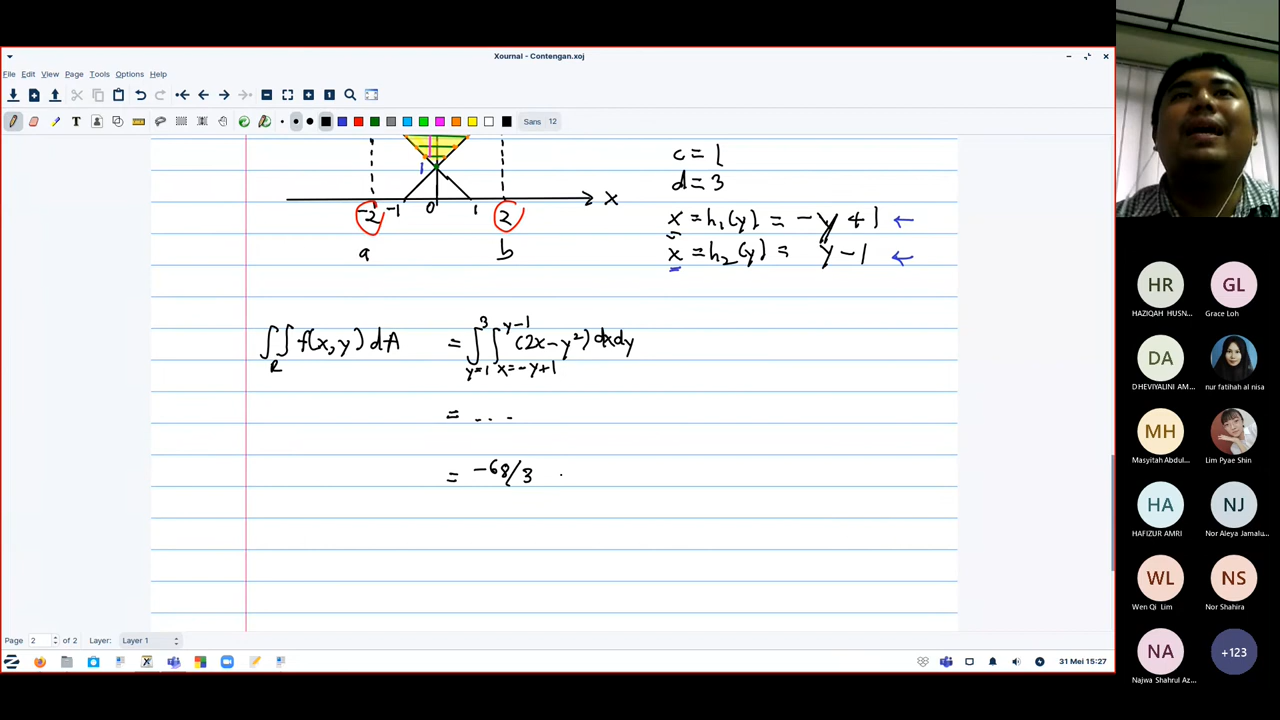 Xournal - Contengan.xoj
File Edit View Page Tools Options Help
Sans 12
1
-2 -1 0 1 2 x
a b
c = 1
d = 3
x = h₁(y) = -y + 1 ←
x = h₂(y) = y - 1 ←
∫∫_R f(x,y) dA = ∫_{y=1}^{3} ∫_{x=-y+1}^{y-1} (2x - y²) dxdy
= ...
= -68/3
Page 2 of 2 Layer: Layer 1
31 Mei 15:27
HR GL
HAZIQAH HUSN... Grace Loh
DA
DHEVIYALINI AM... nur fatihah al nisa
MH
Masyitah Abdul... Lim Pyae Shin
HA NJ
HAFIZUR AMRI Nor Aleya Jamalu...
WL NS
Wen Qi Lim Nor Shahira
NA +123
Najwa Shahrul Az...